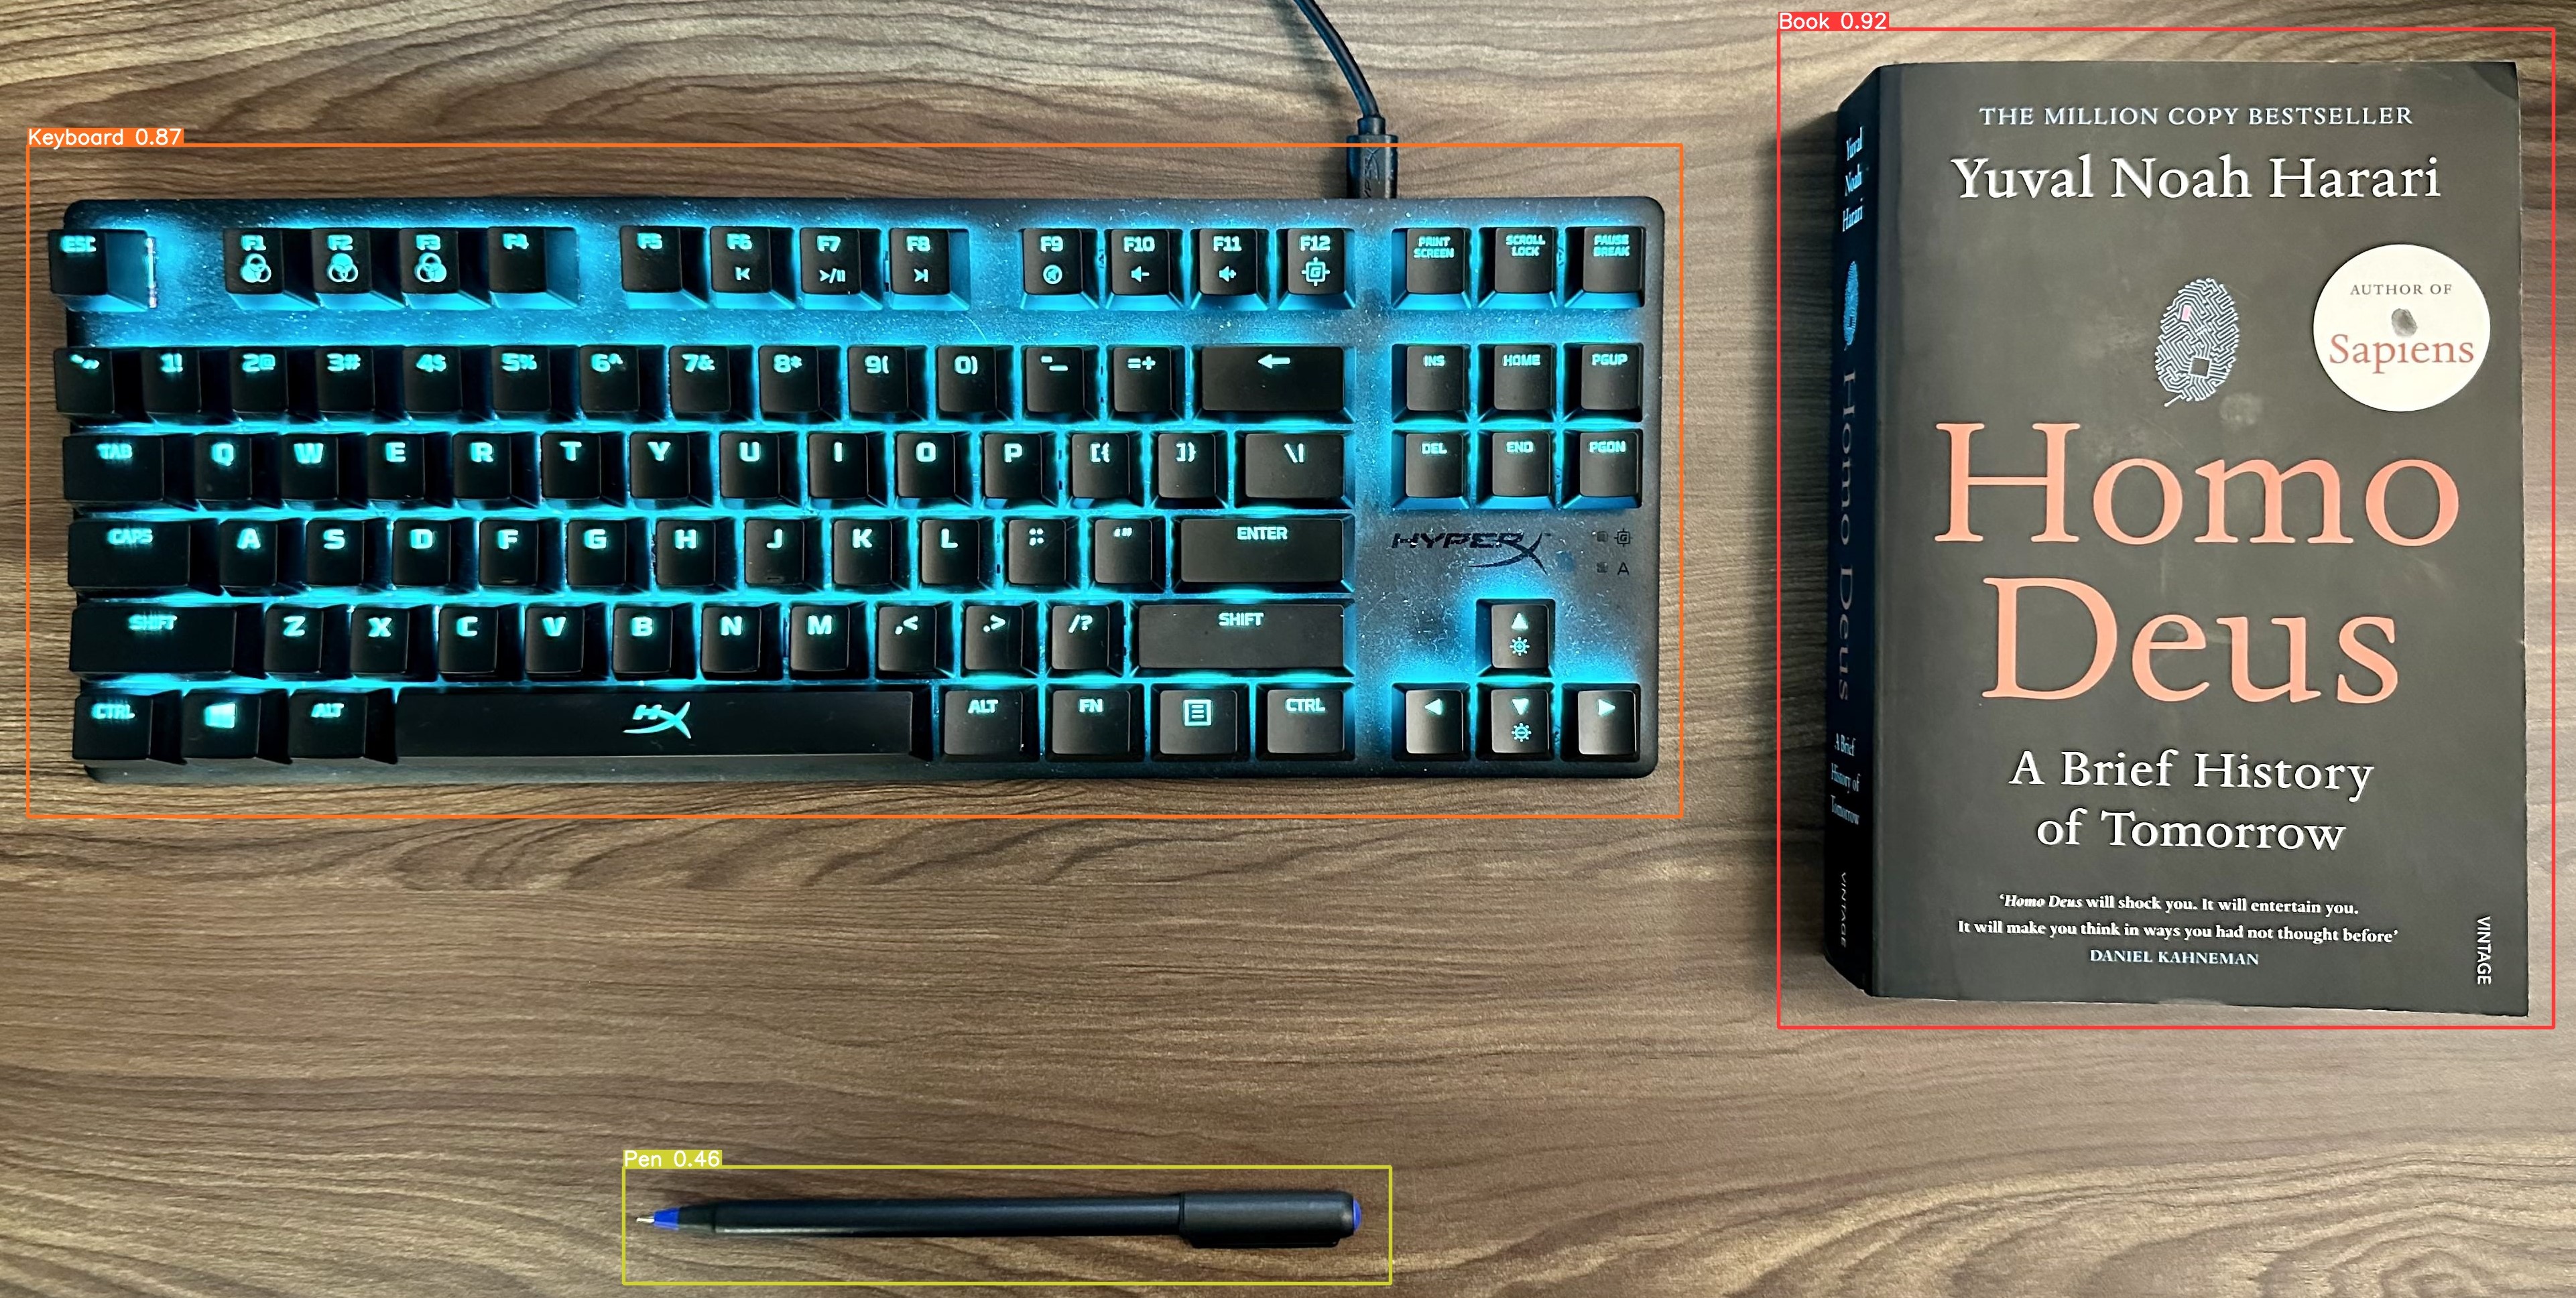 Book 0.92
Keyboard 0.87
THE MILLION COPY BESTSELLER
Yuval Noah Harari
AUTHOR OF
Sapiens
Homo
Deus
A Brief History
of Tomorrow
‘Homo Deus will shock you. It will entertain you.
It will make you think in ways you had not thought before’
DANIEL KAHNEMAN
VINTAGE
Yuval
Noah
Harari
Homo Deus
A Brief
History of
Tomorrow
VINTAGE
ESC F1 F2 F3 F4 F5 F6 F7 F8 F9 F10 F11 F12 PRINT SCREEN SCROLL LOCK PAUSE BREAK
>/II
1! 2@ 3# 4$ 5% 6^ 7& 8* 9( 0) -_ =+ INS HOME PGUP
TAB Q W E R T Y U I O P [{ ]} \| DEL END PGDN
CAPS A S D F G H J K L ;: '" ENTER
HYPERX
A
SHIFT Z X C V B N M ,< .> /? SHIFT
CTRL ALT HX ALT FN CTRL
Pen 0.46